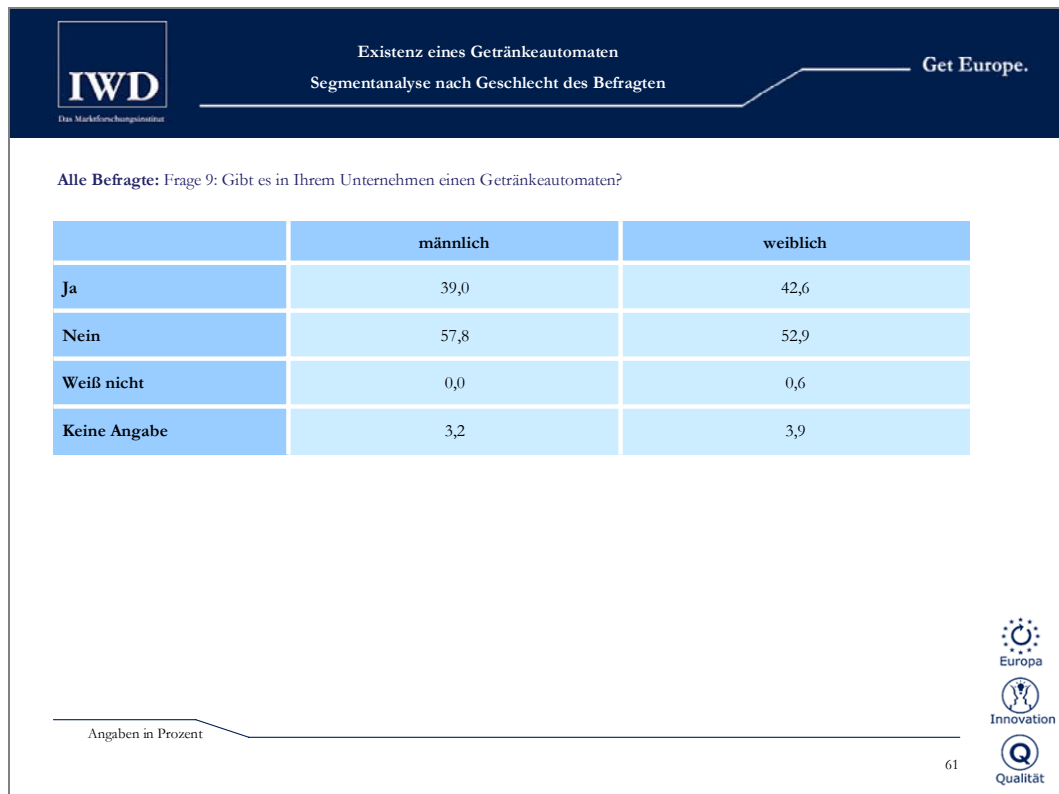 IWD
Das Marktforschungsinstitut
Existenz eines Getränkeautomaten
Segmentanalyse nach Geschlecht des Befragten
Get Europe.
Alle Befragte: Frage 9: Gibt es in Ihrem Unternehmen einen Getränkeautomaten?
männlich weiblich
Ja 39,0 42,6
Nein 57,8 52,9
Weiß nicht 0,0 0,6
Keine Angabe 3,2 3,9
Europa
Innovation
Q
Qualität
Angaben in Prozent
61